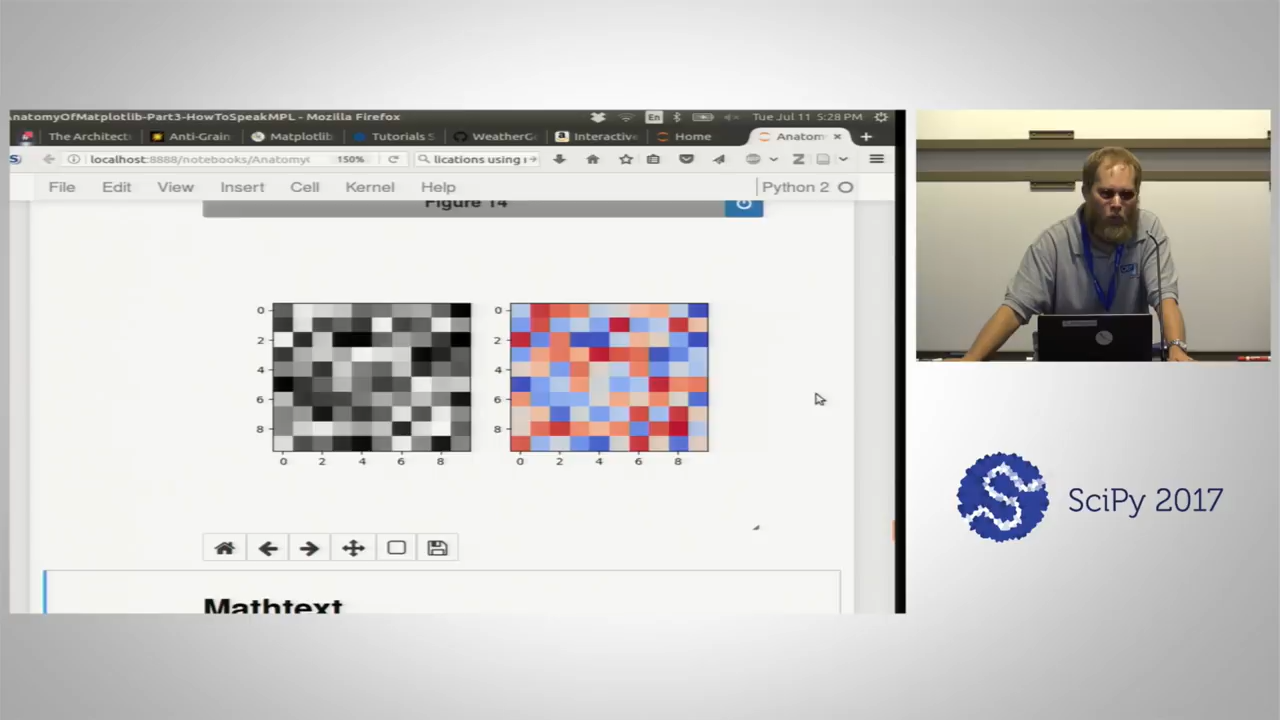 AnatomyOfMatplotlib-Part3-HowToSpeakMPL - Mozilla Firefox
En
Tue Jul 11 5:28 PM
The Architect
Anti-Grain
Matplotlib
Tutorials S
WeatherGe
Interactive
Home
Anatom
localhost:8888/notebooks/Anatomy
150%
lications using
File Edit View Insert Cell Kernel Help
Python 2
Figure 14
0
2
4
6
8
0 2 4 6 8
0
2
4
6
8
0 2 4 6 8
Mathtext
SciPy 2017